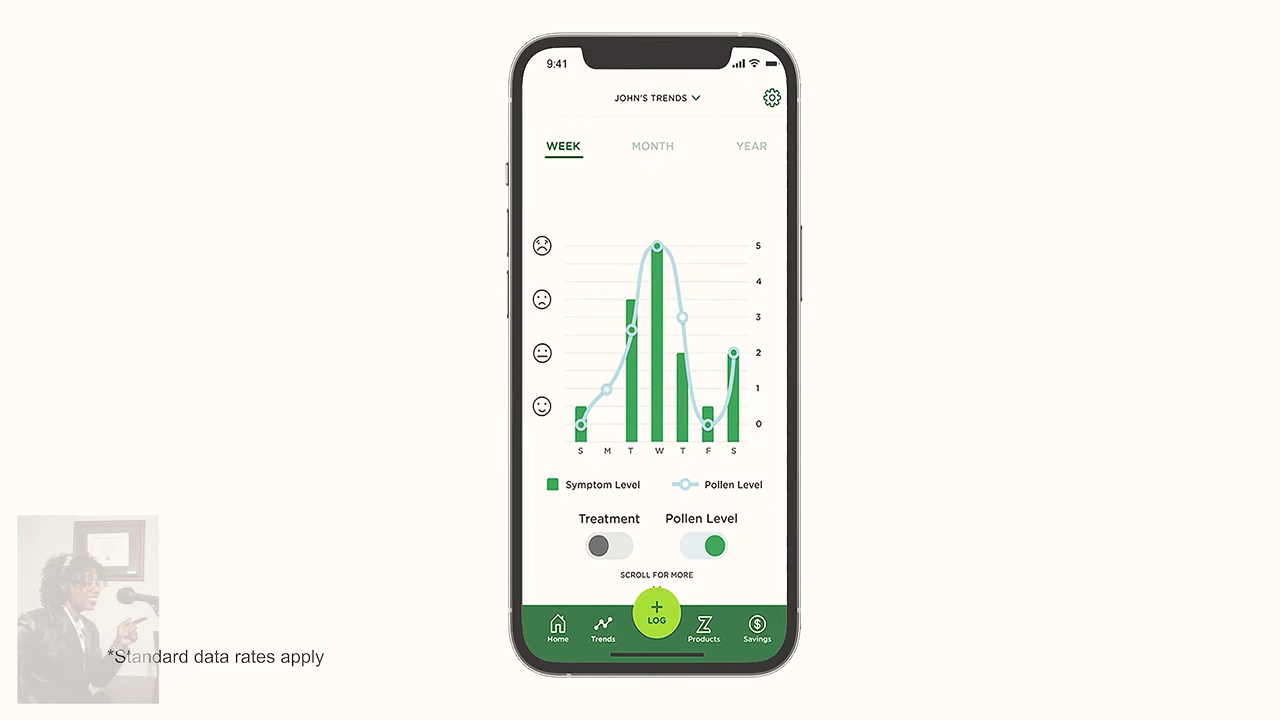 9:41
JOHN'S TRENDS
WEEK MONTH YEAR
5
4
3
2
1
0
S M T W T F S
Symptom Level Pollen Level
Treatment Pollen Level
SCROLL FOR MORE
+
LOG
Home Trends Products Savings
*Standard data rates apply